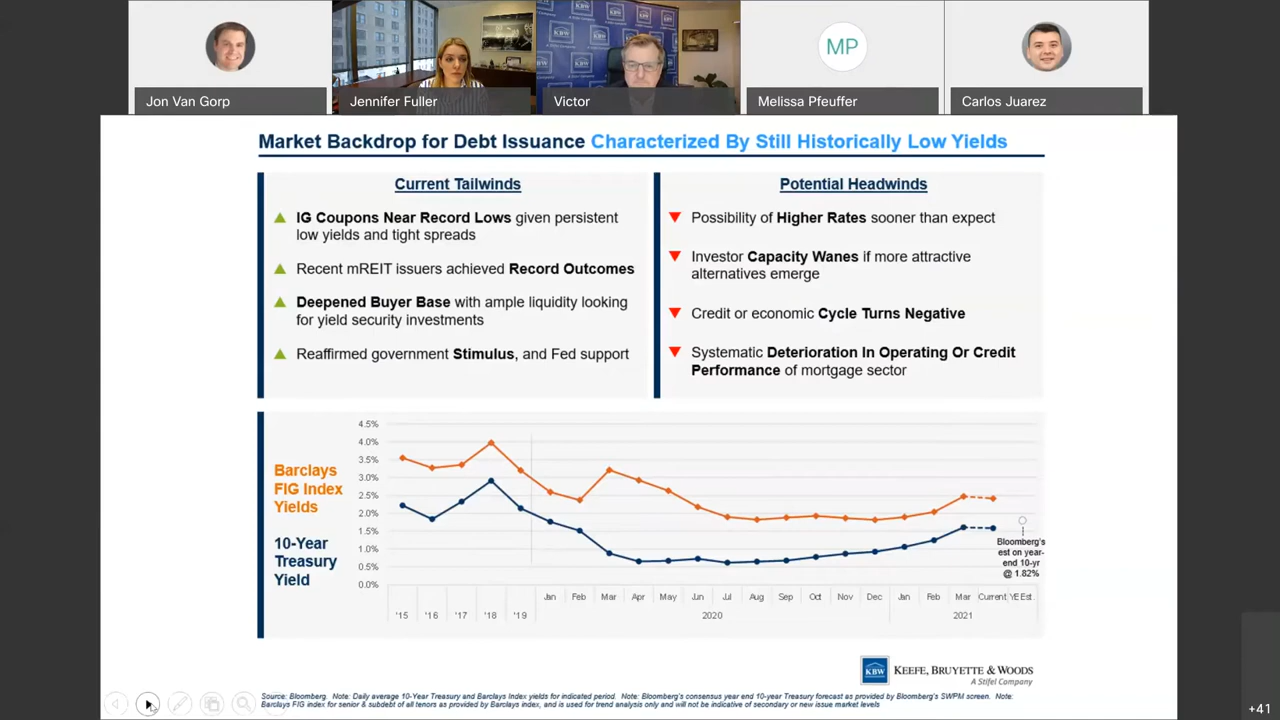 Jon Van Gorp
Jennifer Fuller
Victor
MP
Melissa Pfeuffer
Carlos Juarez
Market Backdrop for Debt Issuance Characterized By Still Historically Low Yields
Current Tailwinds
IG Coupons Near Record Lows given persistent
low yields and tight spreads
Recent mREIT issuers achieved Record Outcomes
Deepened Buyer Base with ample liquidity looking
for yield security investments
Reaffirmed government Stimulus, and Fed support
Potential Headwinds
Possibility of Higher Rates sooner than expect
Investor Capacity Wanes if more attractive
alternatives emerge
Credit or economic Cycle Turns Negative
Systematic Deterioration In Operating Or Credit
Performance of mortgage sector
Barclays
FIG Index
Yields
10-Year
Treasury
Yield
4.5%
4.0%
3.5%
3.0%
2.5%
2.0%
1.5%
1.0%
0.5%
0.0%
Bloomberg's
est on year-
end 10-yr
@ 1.82%
Jan Feb Mar Apr May Jun Jul Aug Sep Oct Nov Dec Jan Feb Mar Current YE Est.
'15 '16 '17 '18 '19 2020 2021
KBW KEEFE, BRUYETTE & WOODS
A Stifel Company
Source: Bloomberg. Note: Daily average 10-Year Treasury and Barclays Index yields for indicated period. Note: Bloomberg's consensus year end 10-year Treasury forecast as provided by Bloomberg's SWPM screen. Note:
Barclays FIG index for senior & subdebt of all tenors as provided by Barclays index, and is used for trend analysis only and will not be indicative of secondary or new issue market levels
+41